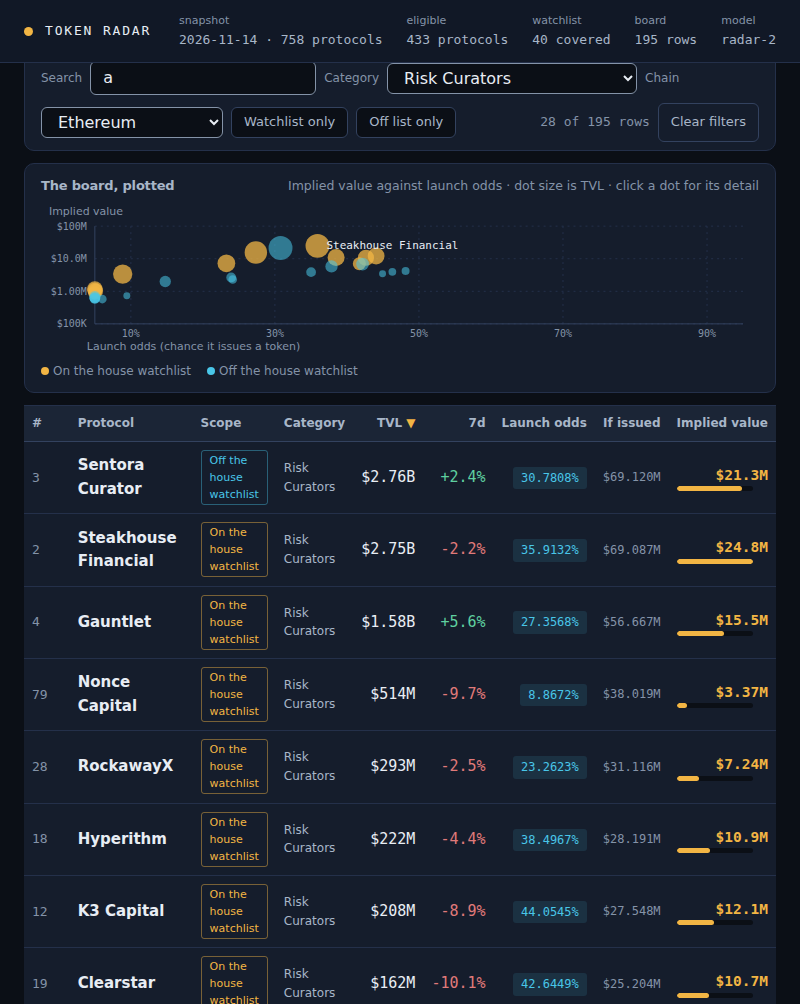 TOKEN RADAR
snapshot
2026-11-14 · 758 protocols
eligible
433 protocols
watchlist
40 covered
board
195 rows
model
radar-2
Search
a
Category
Risk Curators
Chain
Ethereum
Watchlist only
Off list only
28 of 195 rows
Clear filters
The board, plotted
Implied value against launch odds · dot size is TVL · click a dot for its detail
Implied value
$100M
$10.0M
$1.00M
$100K
Steakhouse Financial
10%
30%
50%
70%
90%
Launch odds (chance it issues a token)
On the house watchlist
Off the house watchlist
# Protocol Scope Category TVL ▼ 7d Launch odds If issued Implied value
3
Sentora
Curator
Off the
house
watchlist
Risk
Curators
$2.76B
+2.4%
30.7808%
$69.120M
$21.3M
2
Steakhouse
Financial
On the
house
watchlist
Risk
Curators
$2.75B
-2.2%
35.9132%
$69.087M
$24.8M
4
Gauntlet
On the
house
watchlist
Risk
Curators
$1.58B
+5.6%
27.3568%
$56.667M
$15.5M
79
Nonce
Capital
On the
house
watchlist
Risk
Curators
$514M
-9.7%
8.8672%
$38.019M
$3.37M
28
RockawayX
On the
house
watchlist
Risk
Curators
$293M
-2.5%
23.2623%
$31.116M
$7.24M
18
Hyperithm
On the
house
watchlist
Risk
Curators
$222M
-4.4%
38.4967%
$28.191M
$10.9M
12
K3 Capital
On the
house
watchlist
Risk
Curators
$208M
-8.9%
44.0545%
$27.548M
$12.1M
19
Clearstar
On the
house
watchlist
Risk
Curators
$162M
-10.1%
42.6449%
$25.204M
$10.7M